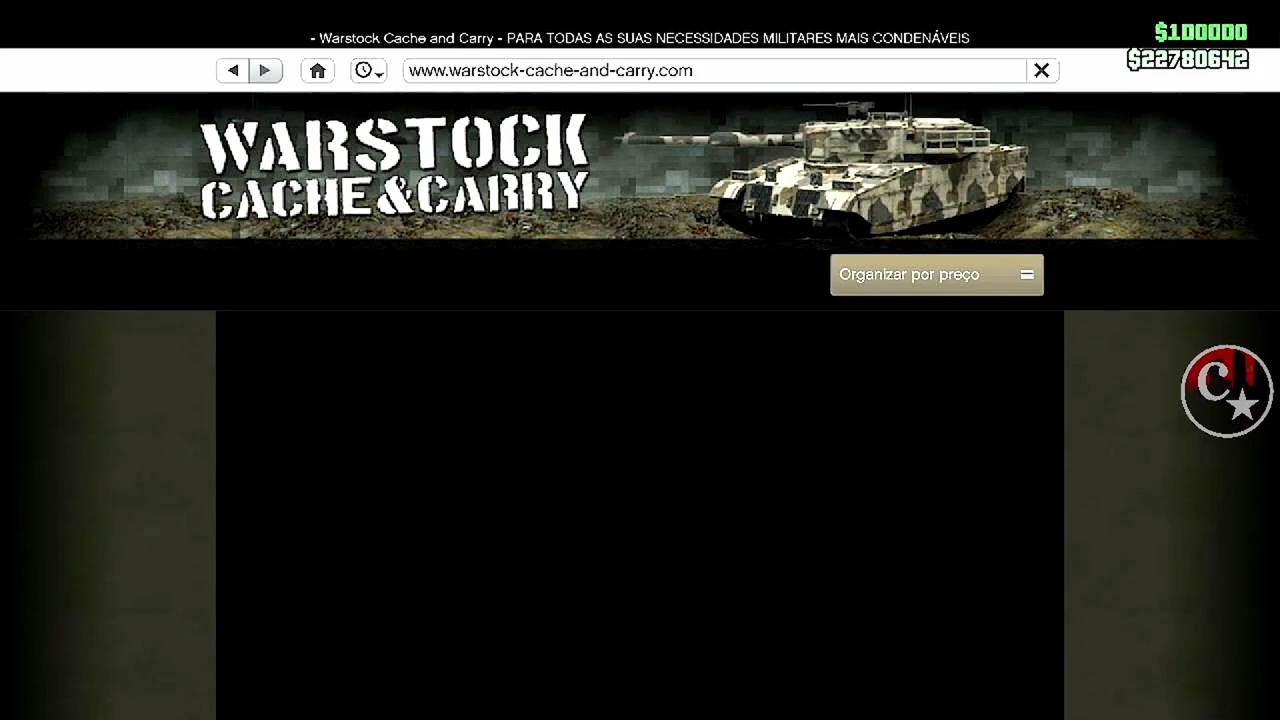 - Warstock Cache and Carry - PARA TODAS AS SUAS NECESSIDADES MILITARES MAIS CONDENÁVEIS
$100000
$22780642
www.warstock-cache-and-carry.com
WARSTOCK
CACHE&CARRY
Organizar por preço
C